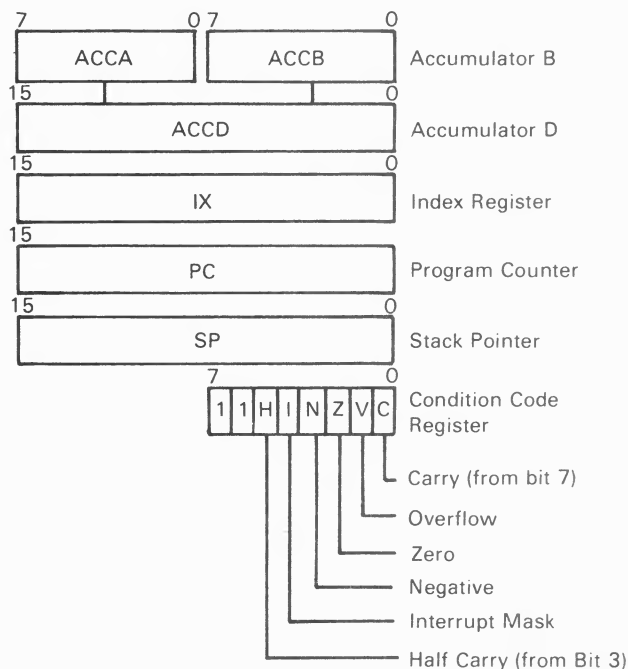 7 0 7 0
ACCA ACCB Accumulator B
15 0
ACCD Accumulator D
15 0
IX Index Register
15
PC Program Counter
15 0
SP Stack Pointer
7 0
1 1 H I N Z V C Condition Code
Register
Carry (from bit 7)
Overflow
Zero
Negative
Interrupt Mask
Half Carry (from Bit 3)